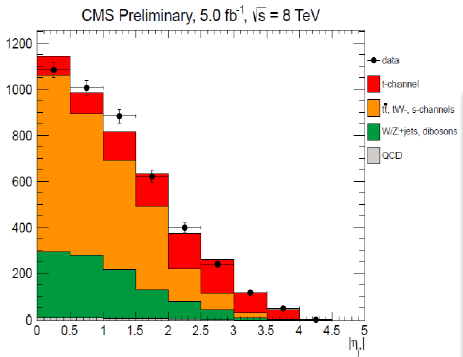 CMS Preliminary, 5.0 fb⁻¹, √s = 8 TeV
1200
1000
800
600
400
200
0
0 0.5 1 1.5 2 2.5 3 3.5 4 4.5 5
|ηj'|
data
t-channel
tt̄, tW-, s-channels
W/Z+jets, dibosons
QCD